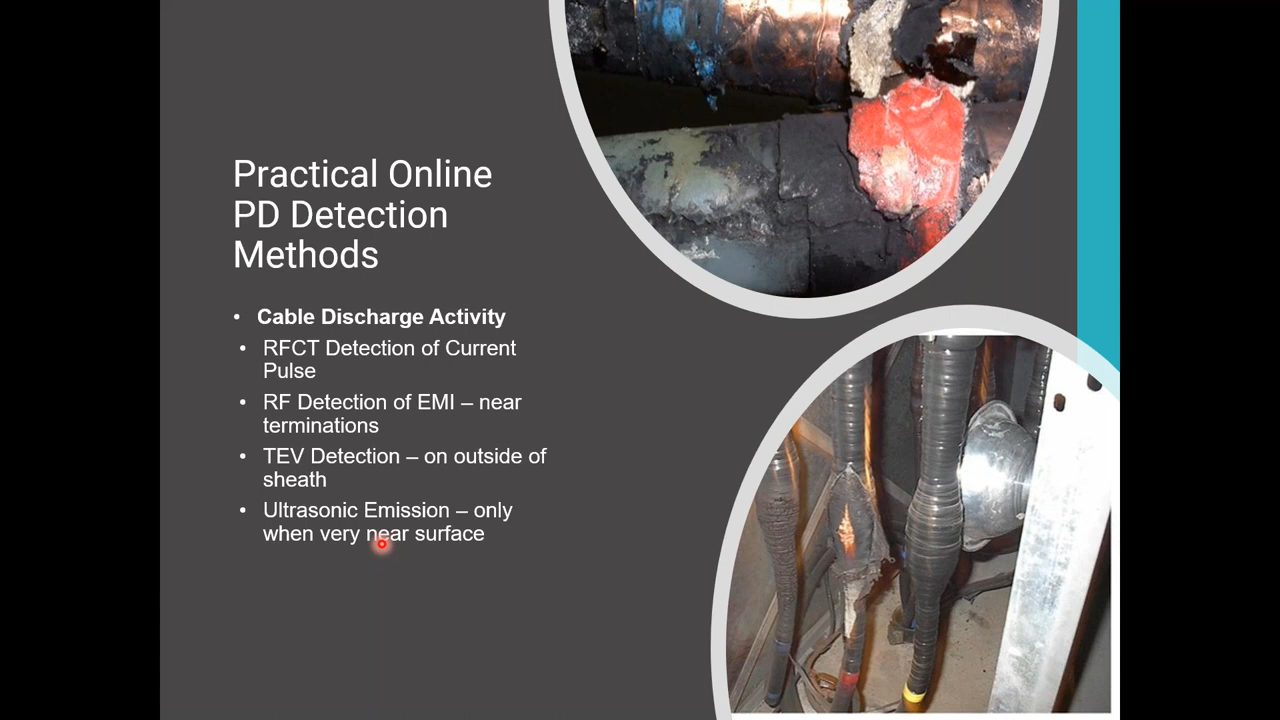 Practical Online
PD Detection
Methods
• Cable Discharge Activity
• RFCT Detection of Current
Pulse
• RF Detection of EMI – near
terminations
• TEV Detection – on outside of
sheath
• Ultrasonic Emission – only
when very near surface